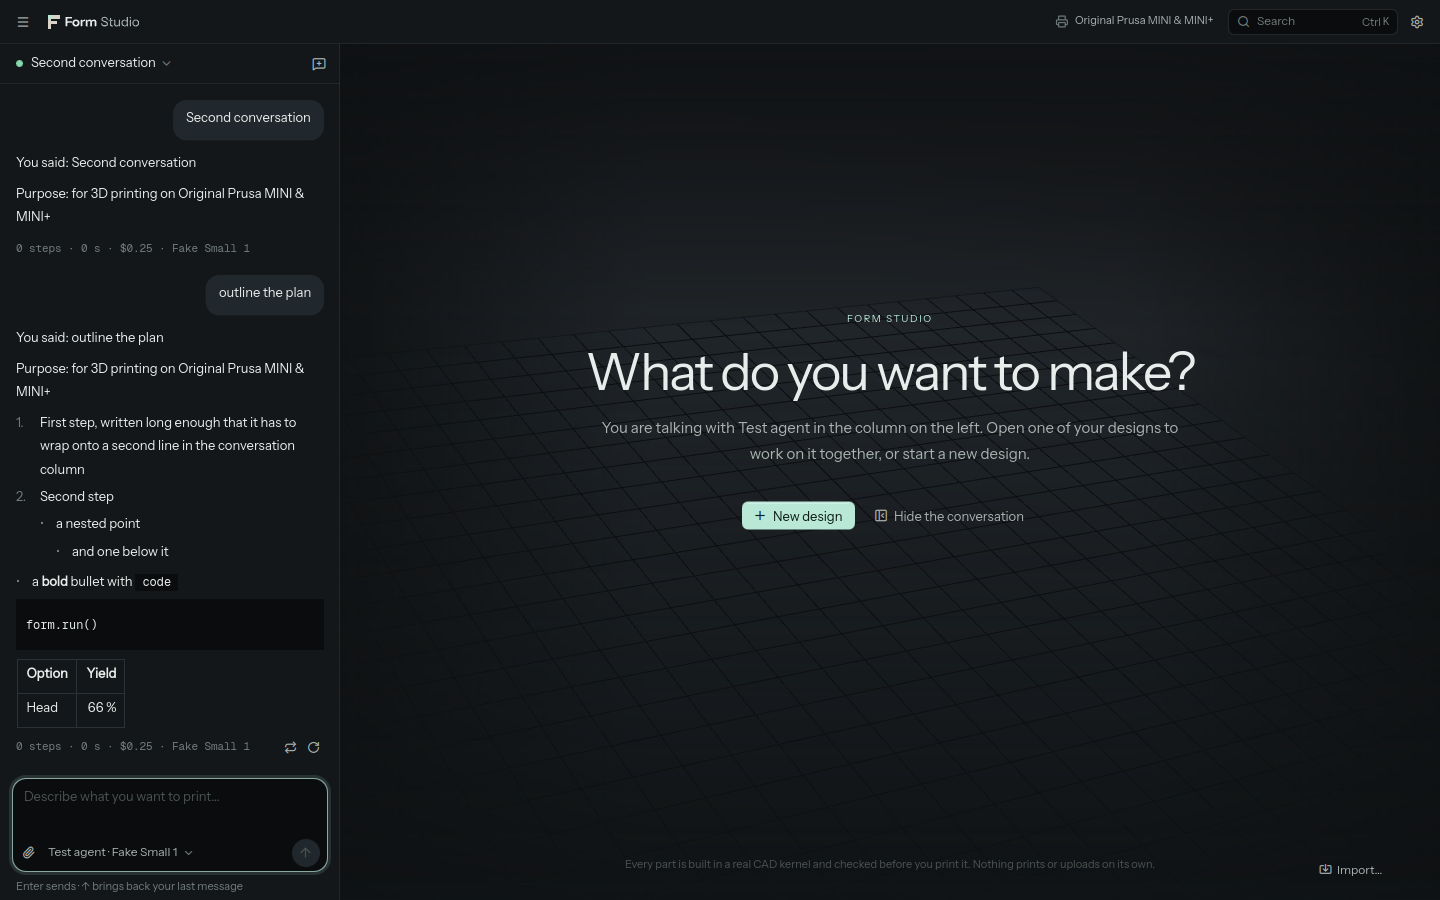 Form Studio
Original Prusa MINI & MINI+
Search
Ctrl K
Second conversation
Second conversation
You said: Second conversation
Purpose: for 3D printing on Original Prusa MINI &
MINI+
0 steps · 0 s · $0.25 · Fake Small 1
outline the plan
You said: outline the plan
Purpose: for 3D printing on Original Prusa MINI &
MINI+
1. First step, written long enough that it has to
wrap onto a second line in the conversation
column
2. Second step
· a nested point
· and one below it
· a bold bullet with code
form.run()
Option Yield
Head 66 %
0 steps · 0 s · $0.25 · Fake Small 1
Describe what you want to print...
Test agent · Fake Small 1
Enter sends · ↑ brings back your last message
FORM STUDIO
What do you want to make?
You are talking with Test agent in the column on the left. Open one of your designs to
work on it together, or start a new design.
+ New design
Hide the conversation
Every part is built in a real CAD kernel and checked before you print it. Nothing prints or uploads on its own.
Import...